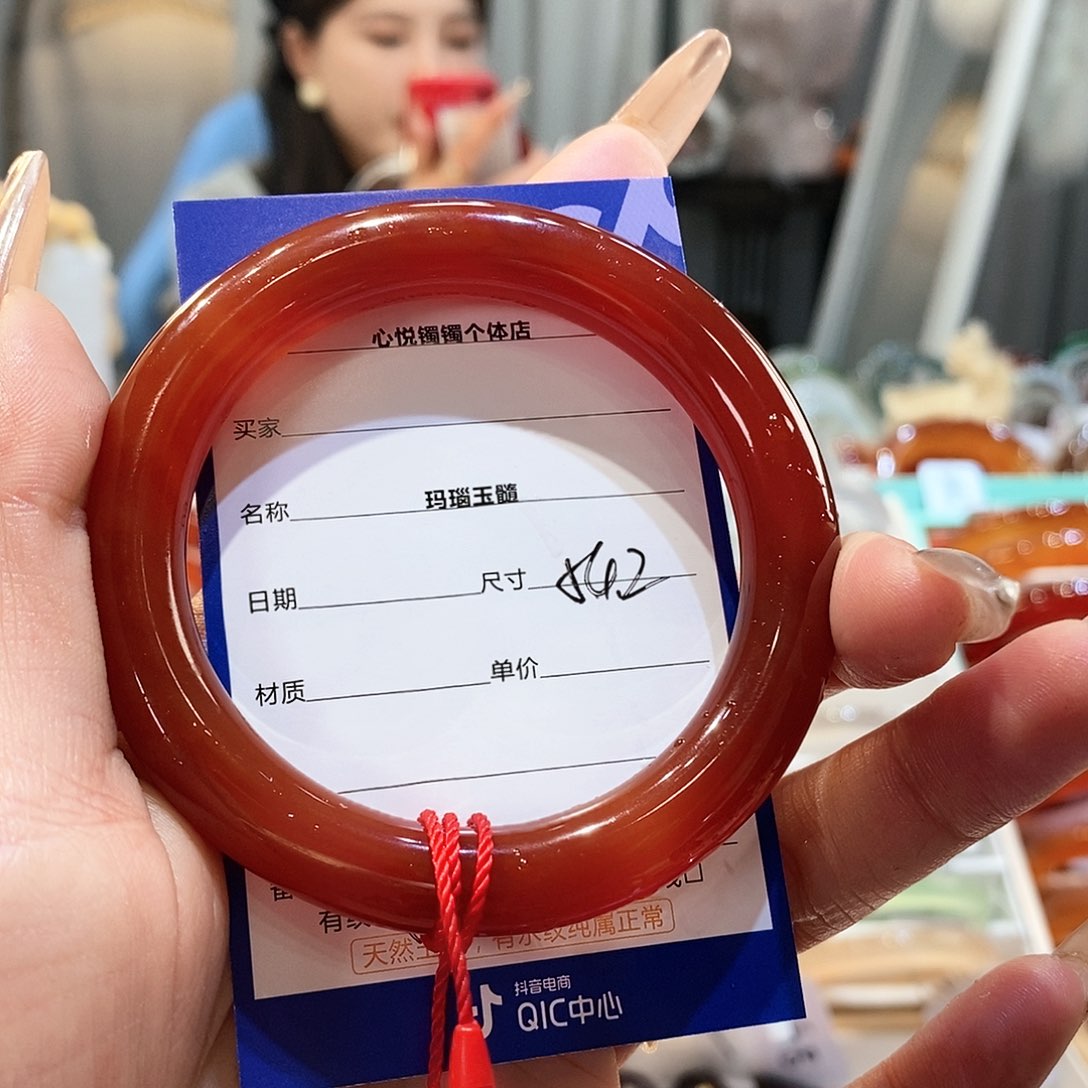 心悦镯镯个体店
买家
名称 玛瑙玉髓
日期 尺寸
材质 单价
有
天然 ，有水纹纯属正常
抖音电商
QIC中心